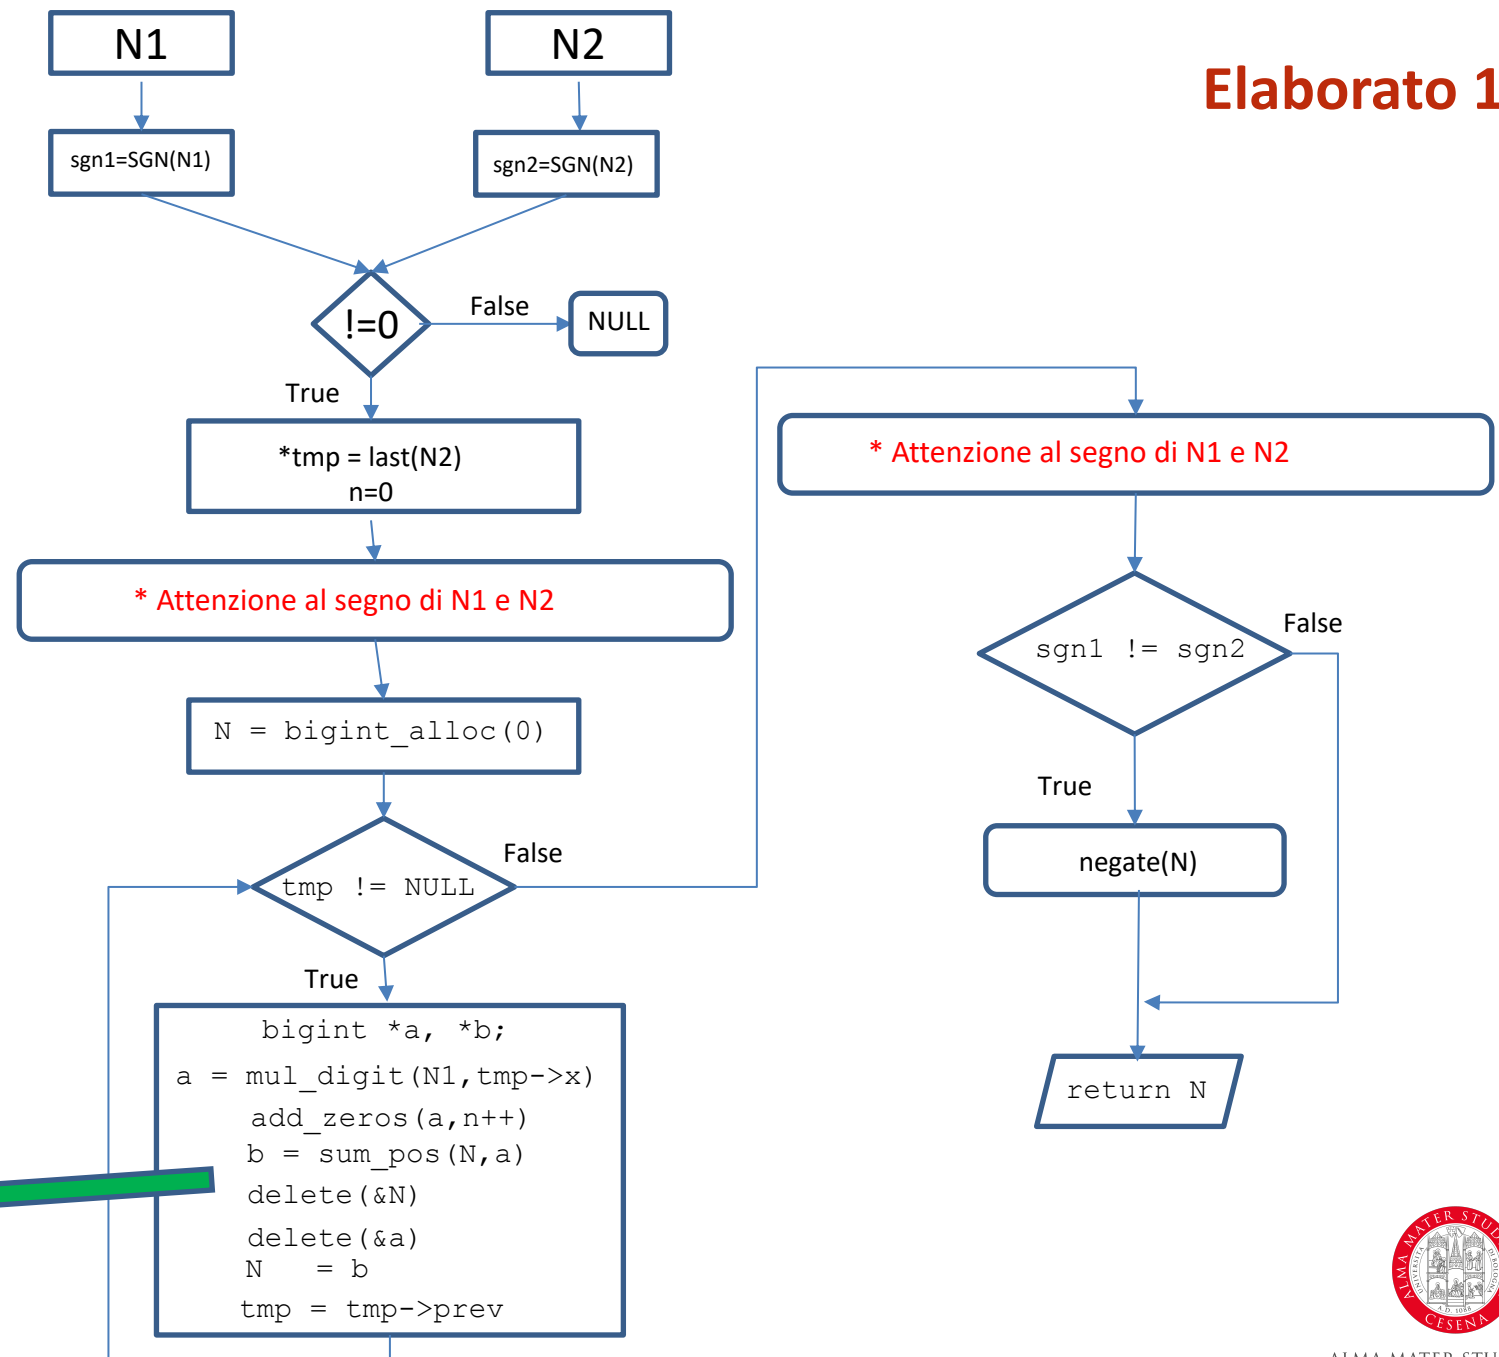 N1
N2
Elaborato 1
sgn1=SGN(N1)
sgn2=SGN(N2)
!=0
False
NULL
True
*tmp = last(N2)
n=0
* Attenzione al segno di N1 e N2
N = bigint_alloc(0)
tmp != NULL
False
True
bigint *a, *b;
a = mul_digit(N1,tmp->x)
add_zeros(a,n++)
b = sum_pos(N,a)
delete(&N)
delete(&a)
N = b
tmp = tmp->prev
* Attenzione al segno di N1 e N2
sgn1 != sgn2
False
True
negate(N)
return N
A.D. 1088
CESENA